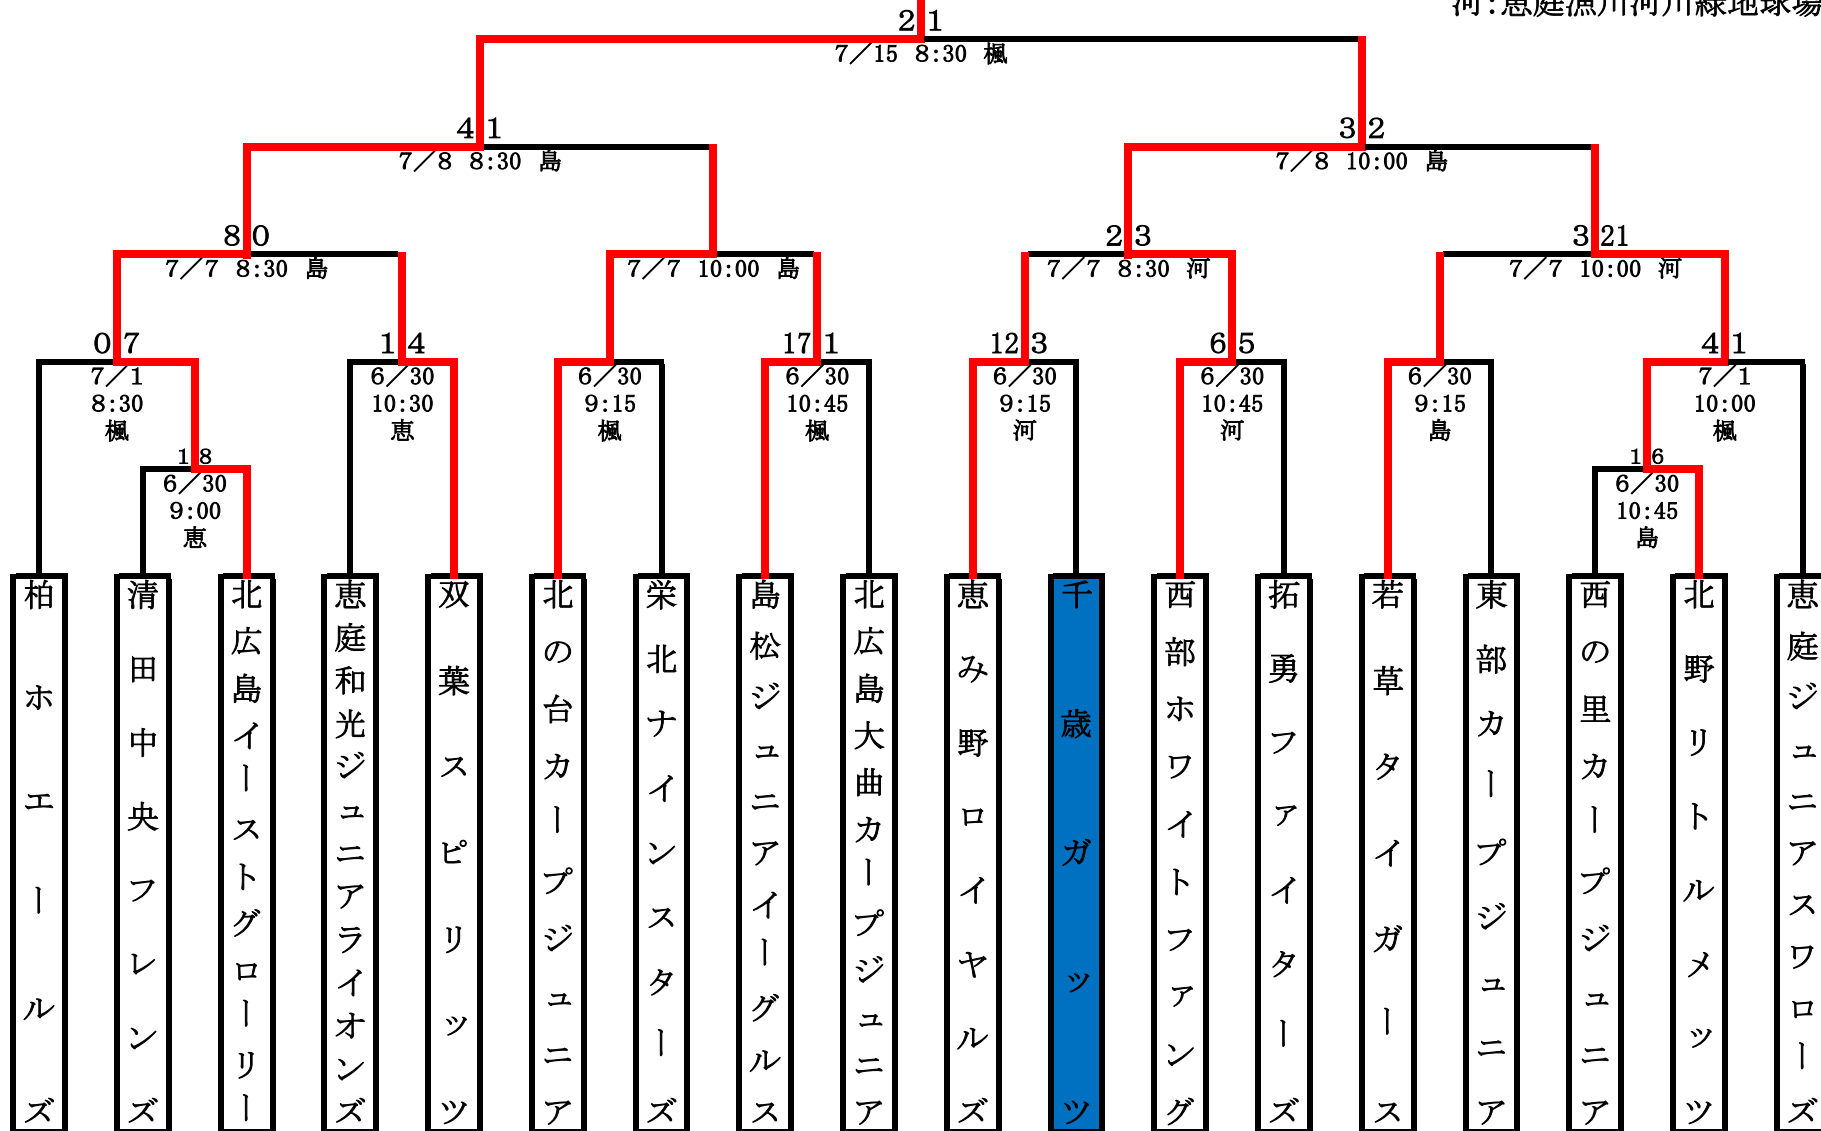 河：恵庭漁川河川緑地球場
2 1
7／15 8:30 楓
4 1
7／8 8:30 島
3 2
7／8 10:00 島
8 0
7／7 8:30 島
7／7 10:00 島
2 3
7／7 8:30 河
3 21
7／7 10:00 河
0 7
7／1
8:30
楓
1 4
6／30
10:30
恵
6／30
9:15
楓
17 1
6／30
10:45
楓
12 3
6／30
9:15
河
6 5
6／30
10:45
河
6／30
9:15
島
4 1
7／1
10:00
楓
1 8
6／30
9:00
恵
1 6
6／30
10:45
島
柏ホエールズ
清田中央フレンズ
北広島イーストグローリー
恵庭和光ジュニアライオンズ
双葉スピリッツ
北の台カープジュニア
栄北ナインスターズ
島松ジュニアイーグルス
北広島大曲カープジュニア
恵み野ロイヤルズ
千歳ガッツ
西部ホワイトファング
拓勇ファイターズ
若草タイガース
東部カープジュニア
西の里カープジュニア
北野リトルメッツ
恵庭ジュニアスワローズ